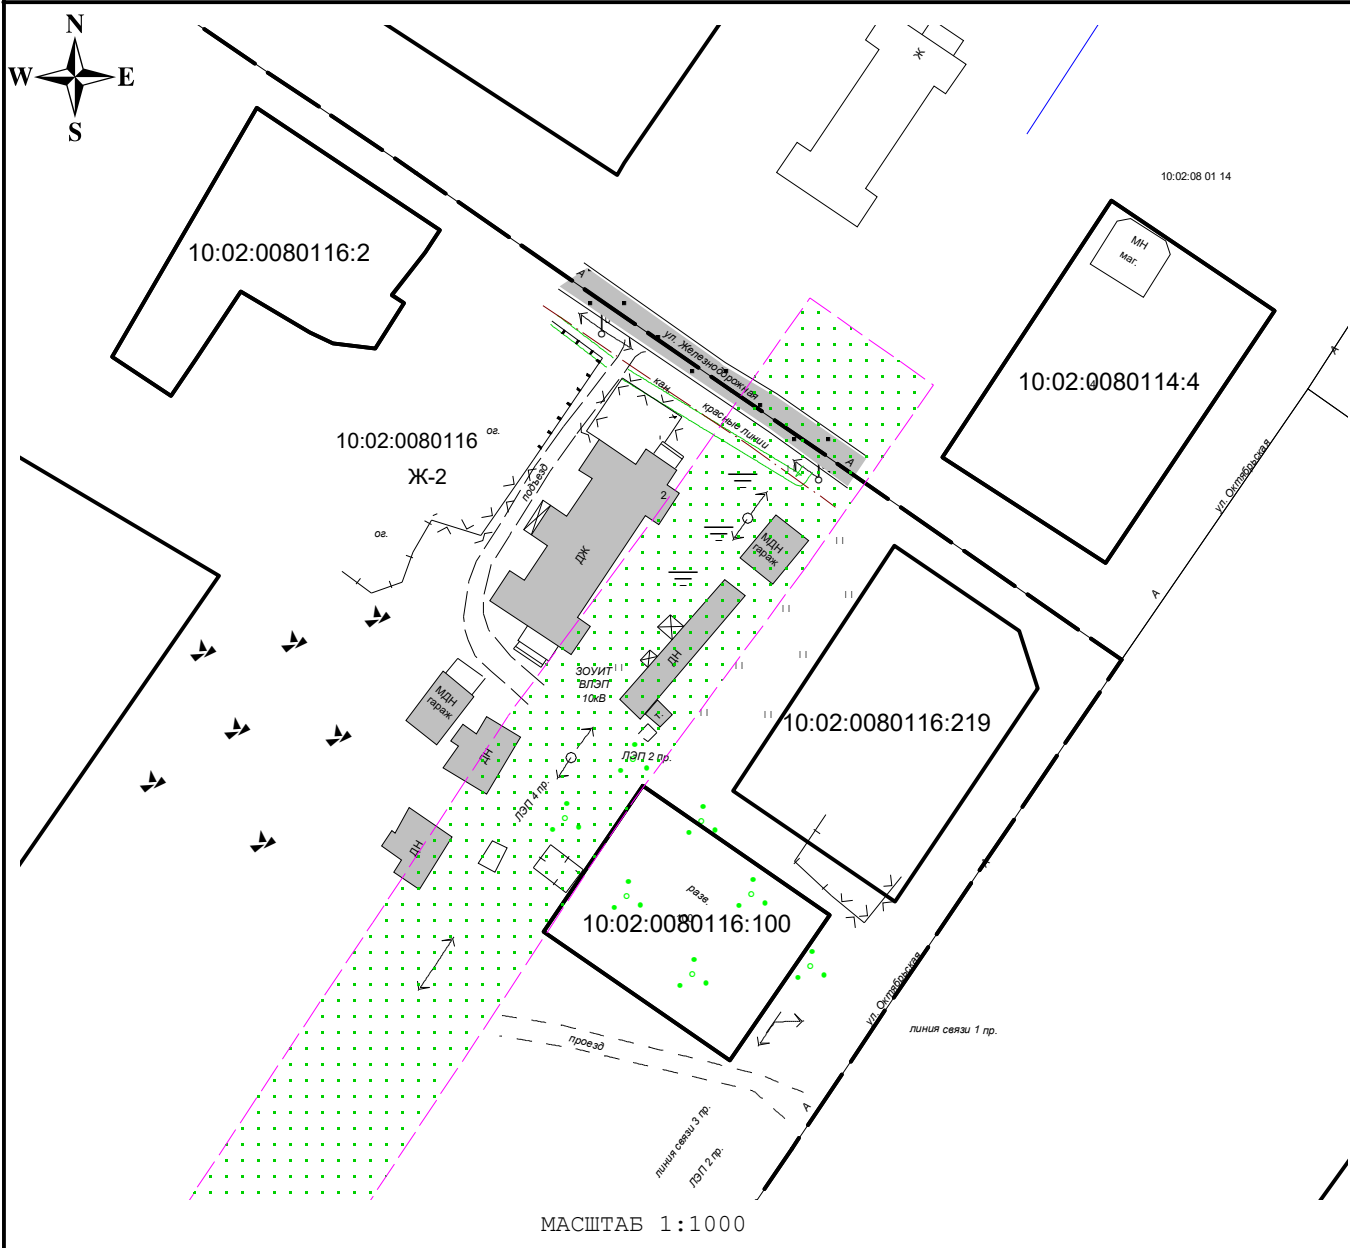 N
W E
S
Ж
10:02:08 01 14
МН
маг.
10:02:0080116:2
А
ул. Железнодорожная
А
10:02:0080114:4
кан.
красные линии
10:02:0080116
ог.
Ж-2
подъезд
А
ул. Октябрьская
2
ог.
ДЖ
МДН
гараж
А
ДН
ЗОУИТ
ВЛЭП
10кВ
МДН
гараж
Г.
10:02:0080116:219
ДН
ЛЭП 2 пр.
ЛЭП 4 пр.
ДН
А
разв.
10:02:0080116:100
ул. Октябрьская
линия связи 1 пр.
проезд
А
линия связи 3 пр.
ЛЭП 2 пр.
МАСШТАБ 1:1000